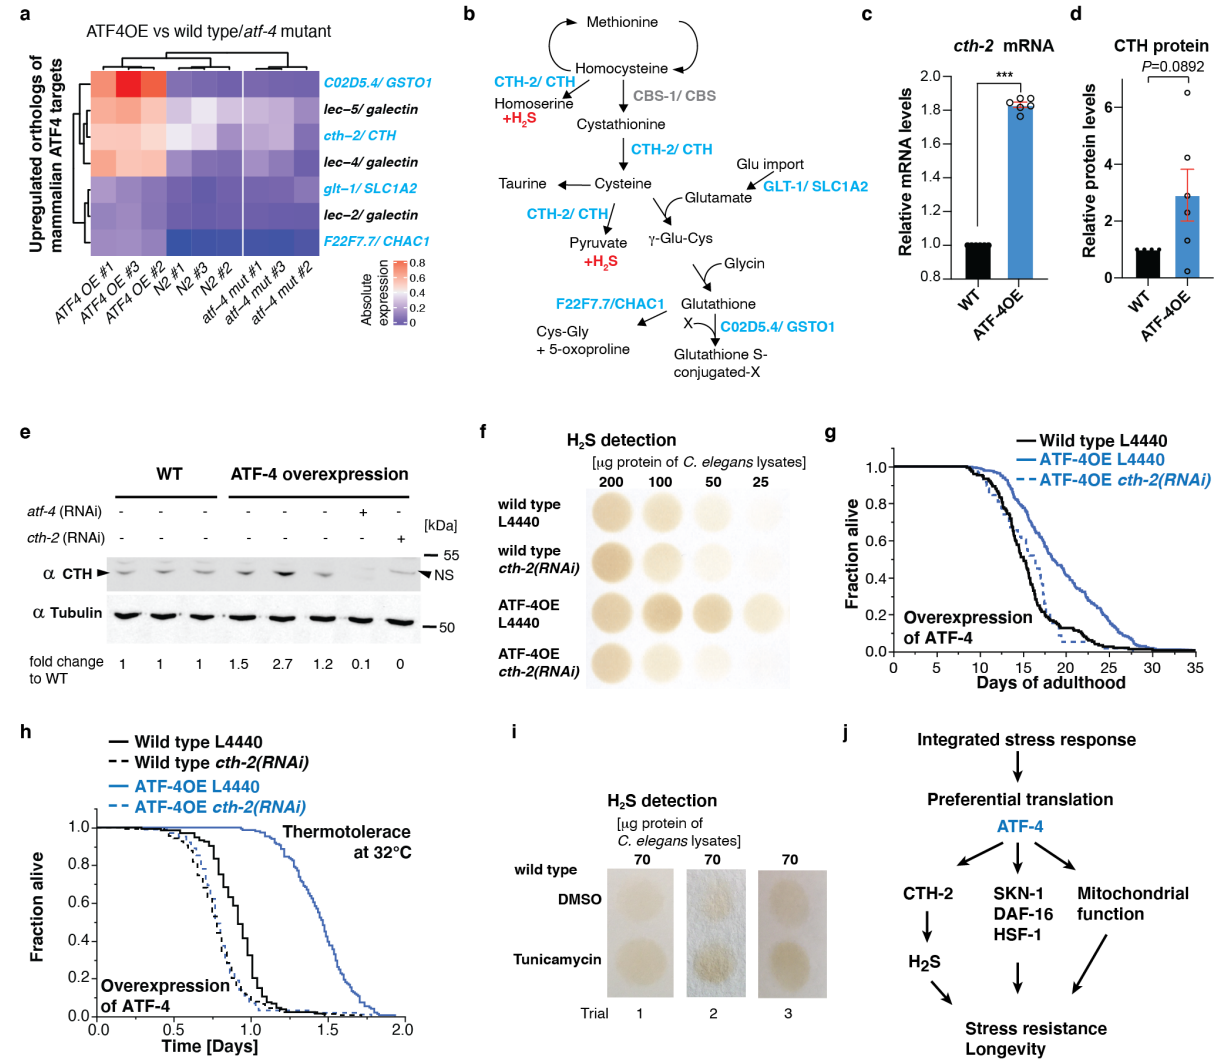 a
ATF4OE vs wild type/atf-4 mutant
Upregulated orthologs of
mammalian ATF4 targets
C02D5.4/ GSTO1
lec–5/ galectin
cth–2/ CTH
lec–4/ galectin
glt–1/ SLC1A2
lec–2/ galectin
F22F7.7/ CHAC1
ATF4 OE #1
ATF4 OE #3
ATF4 OE #2
N2 #1
N2 #3
N2 #2
atf-4 mut #1
atf-4 mut #3
atf-4 mut #2
Absolute
expression
0.8
0.6
0.4
0.2
0
b
Methionine
Homocysteine
CTH-2/ CTH
Homoserine
+H2S
CBS-1/ CBS
Cystathionine
CTH-2/ CTH
Glu import
Taurine
Cysteine
GLT-1/ SLC1A2
Glutamate
CTH-2/ CTH
Pyruvate
+H2S
γ-Glu-Cys
Glycin
F22F7.7/CHAC1
Glutathione
X
C02D5.4/ GSTO1
Cys-Gly
+ 5-oxoproline
Glutathione S-
conjugated-X
c
cth-2 mRNA
***
Relative mRNA levels
2.0
1.8
1.6
1.4
1.2
1.0
0.8
WT
ATF-4OE
d
CTH protein
P=0.0892
Relative protein levels
6
4
2
0
WT
ATF-4OE
e
WT
ATF-4 overexpression
atf-4 (RNAi) - - - - - - + -
cth-2 (RNAi) - - - - - - - +
[kDa]
55
α CTH
NS
α Tubulin
50
fold change
to WT
1 1 1 1.5 2.7 1.2 0.1 0
f
H2S detection
[µg protein of C. elegans lysates]
200 100 50 25
wild type
L4440
wild type
cth-2(RNAi)
ATF-4OE
L4440
ATF-4OE
cth-2(RNAi)
g
Wild type L4440
ATF-4OE L4440
ATF-4OE cth-2(RNAi)
Fraction alive
1.0
0.8
0.6
0.4
0.2
0.0
Overexpression
of ATF-4
0 5 10 15 20 25 30 35
Days of adulthood
h
Wild type L4440
Wild type cth-2(RNAi)
ATF-4OE L4440
ATF-4OE cth-2(RNAi)
Thermotolerace
at 32°C
Fraction alive
1.0
0.8
0.6
0.4
0.2
0.0
Overexpression
of ATF-4
0.0 0.5 1.0 1.5 2.0
Time [Days]
i
H2S detection
[µg protein of
C. elegans lysates]
70 70 70
wild type
DMSO
Tunicamycin
Trial 1 2 3
j
Integrated stress response
Preferential translation
ATF-4
CTH-2
SKN-1
DAF-16
HSF-1
Mitochondrial
function
H2S
Stress resistance
Longevity